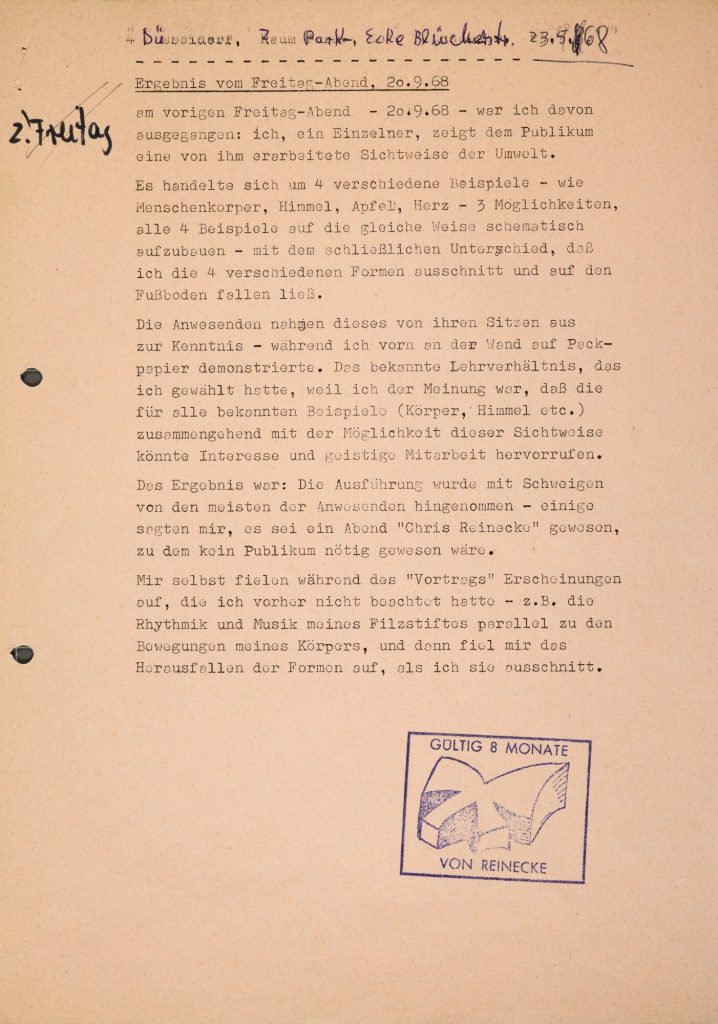 Düsseldorf, Raum Park-, Ecke Blücherstr. 23.9.68
Ergebnis vom Freitag-Abend, 20.9.68
2. Freitag
am vorigen Freitag-Abend - 20.9.68 - war ich davon
ausgegangen: ich, ein Einzelner, zeigt dem Publikum
eine von ihm erarbeitete Sichtweise der Umwelt.
Es handelte sich um 4 verschiedene Beispiele - wie
Menschenkörper, Himmel, Apfel, Herz - 3 Möglichkeiten,
alle 4 Beispiele auf die gleiche Weise schematisch
aufzubauen - mit dem schließlichen Unterschied, daß
ich die 4 verschiedenen Formen ausschnitt und auf den
Fußboden fallen ließ.
Die Anwesenden nahmen dieses von ihren Sitzen aus
zur Kenntnis - während ich vorn an der Wand auf Pack-
papier demonstrierte. Das bekannte Lehrverhältnis, das
ich gewählt hatte, weil ich der Meinung war, daß die
für alle bekannten Beispiele (Körper, Himmel etc.)
zusammengehend mit der Möglichkeit dieser Sichtweise
könnte Interesse und geistige Mitarbeit hervorrufen.
Das Ergebnis war: Die Ausführung wurde mit Schweigen
von den meisten der Anwesenden hingenommen - einige
sagten mir, es sei ein Abend "Chris Reinecke" gewesen,
zu dem kein Publikum nötig gewesen wäre.
Mir selbst fielen während des "Vortrags" Erscheinungen
auf, die ich vorher nicht beachtet hatte - z.B. die
Rhythmik und Musik meines Filzstiftes parallel zu den
Bewegungen meines Körpers, und dann fiel mir das
Herausfallen der Formen auf, als ich sie ausschnitt.
GÜLTIG 8 MONATE
VON REINECKE